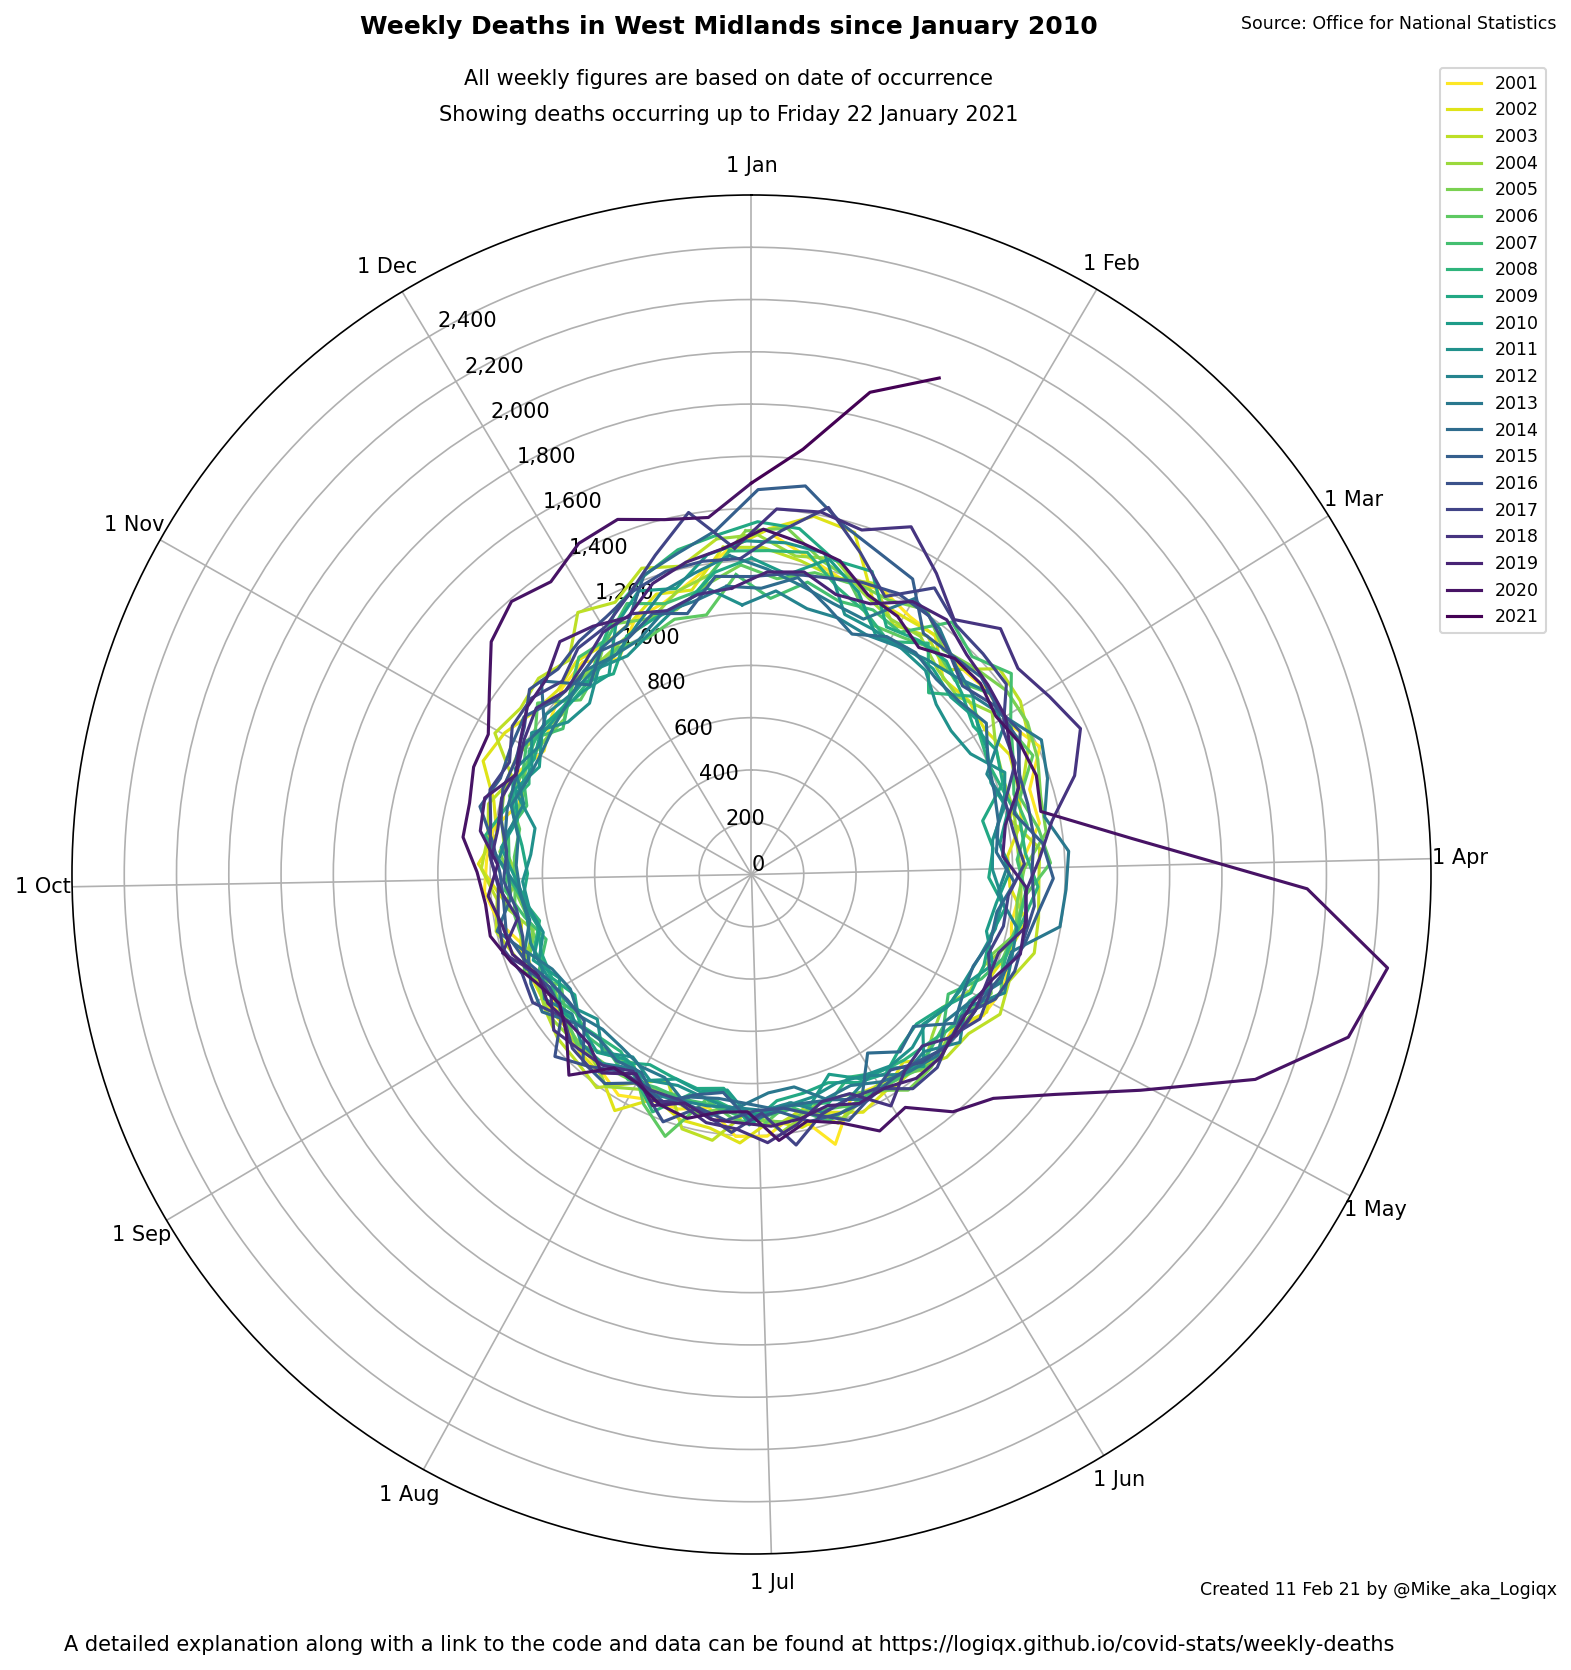 Weekly Deaths in West Midlands since January 2010
Source: Office for National Statistics
All weekly figures are based on date of occurrence
Showing deaths occurring up to Friday 22 January 2021
2001
2002
2003
2004
2005
2006
2007
2008
2009
2010
2011
2012
2013
2014
2015
2016
2017
2018
2019
2020
2021
1 Jan
1 Feb
1 Mar
1 Apr
1 May
1 Jun
1 Jul
1 Aug
1 Sep
1 Oct
1 Nov
1 Dec
2,400
2,200
2,000
1,800
1,600
1,400
1,200
1,000
800
600
400
200
0
Created 11 Feb 21 by @Mike_aka_Logiqx
A detailed explanation along with a link to the code and data can be found at https://logiqx.github.io/covid-stats/weekly-deaths